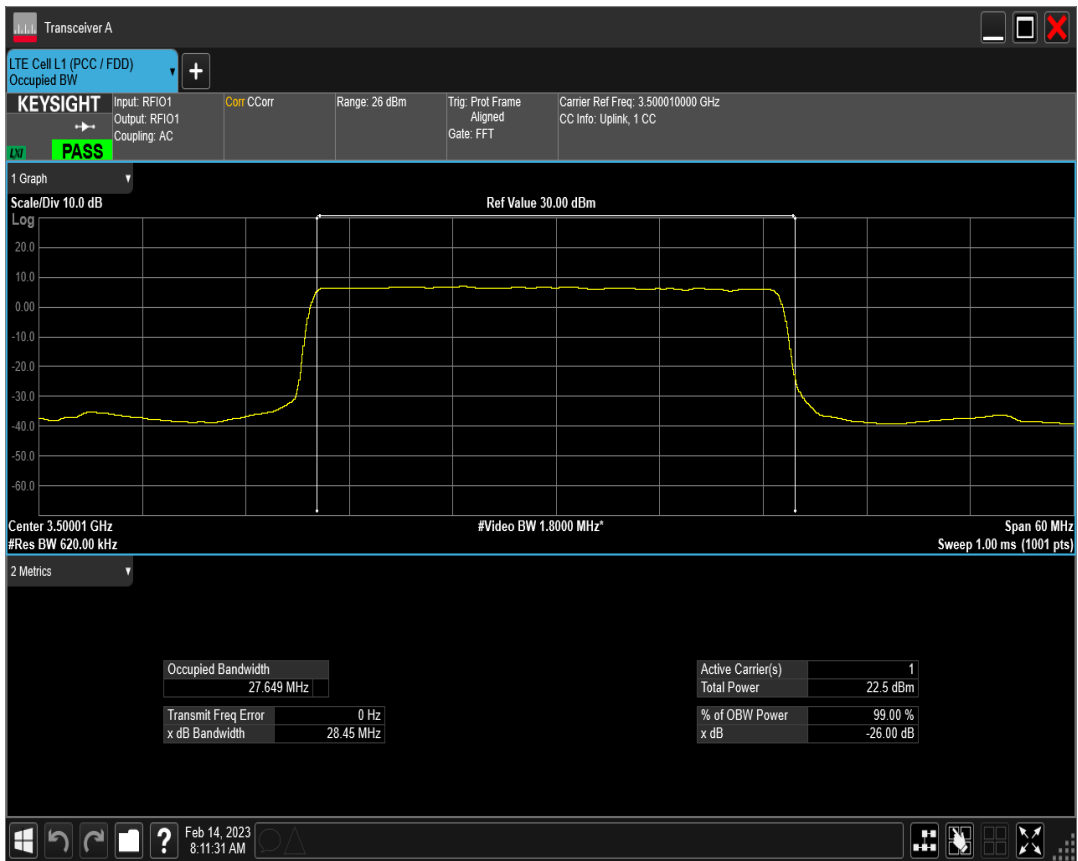 Transceiver A
LTE Cell L1 (PCC / FDD)
Occupied BW
KEYSIGHT
LXI
PASS
Input: RFIO1
Output: RFIO1
Coupling: AC
Corr CCorr
Range: 26 dBm
Trig: Prot Frame
Aligned
Gate: FFT
Carrier Ref Freq: 3.500010000 GHz
CC Info: Uplink, 1 CC
1 Graph
Scale/Div 10.0 dB
Ref Value 30.00 dBm
Log
20.0
10.0
0.00
-10.0
-20.0
-30.0
-40.0
-50.0
-60.0
Center 3.50001 GHz
#Video BW 1.8000 MHz*
Span 60 MHz
#Res BW 620.00 kHz
Sweep 1.00 ms (1001 pts)
2 Metrics
Occupied Bandwidth
27.649 MHz
Transmit Freq Error 0 Hz
x dB Bandwidth 28.45 MHz
Active Carrier(s) 1
Total Power 22.5 dBm
% of OBW Power 99.00 %
x dB -26.00 dB
Feb 14, 2023
8:11:31 AM